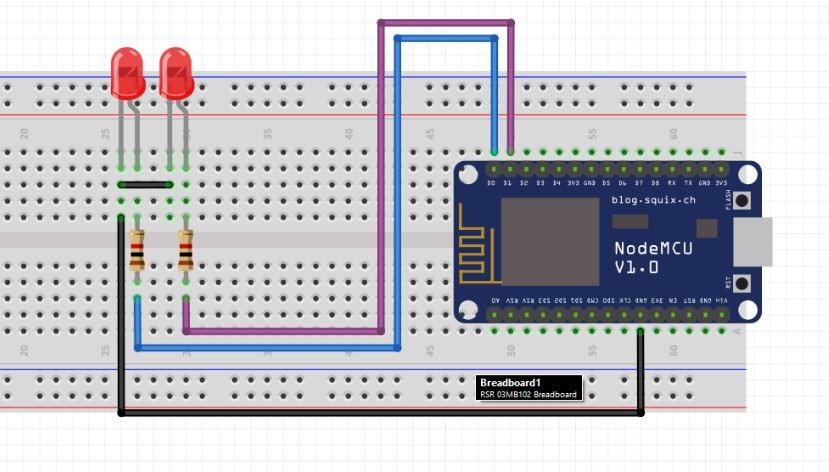 20
25
30
35
40
45
50
55
60
J
D0 D1 D2 D3 D4 3V3 GND D5 D6 D7 D8 RX TX GND 3V3
blog.squix.ch
FLASH
NodeMCU
V1.0
RST
A0 RSV RSV SD3 SD2 SD1 CMD SD0 CLK GND 3V3 EN RST GND Vin
A
20
25
45
50
55
60
Breadboard1
RSR 03MB102 Breadboard